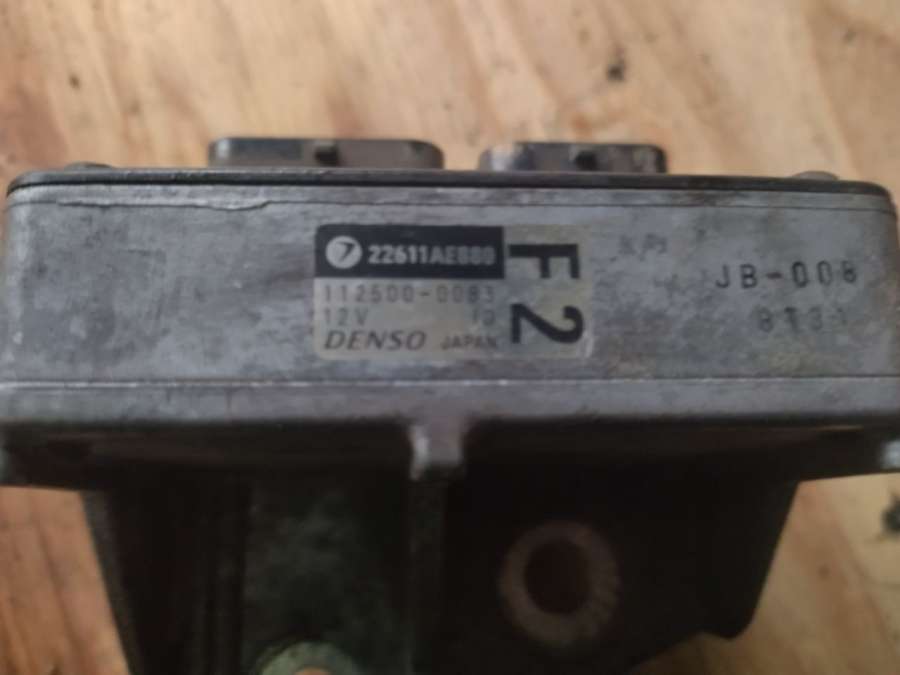 22611AE880
F2
112500-0083
12V
DENSO JAPAN
JB-008